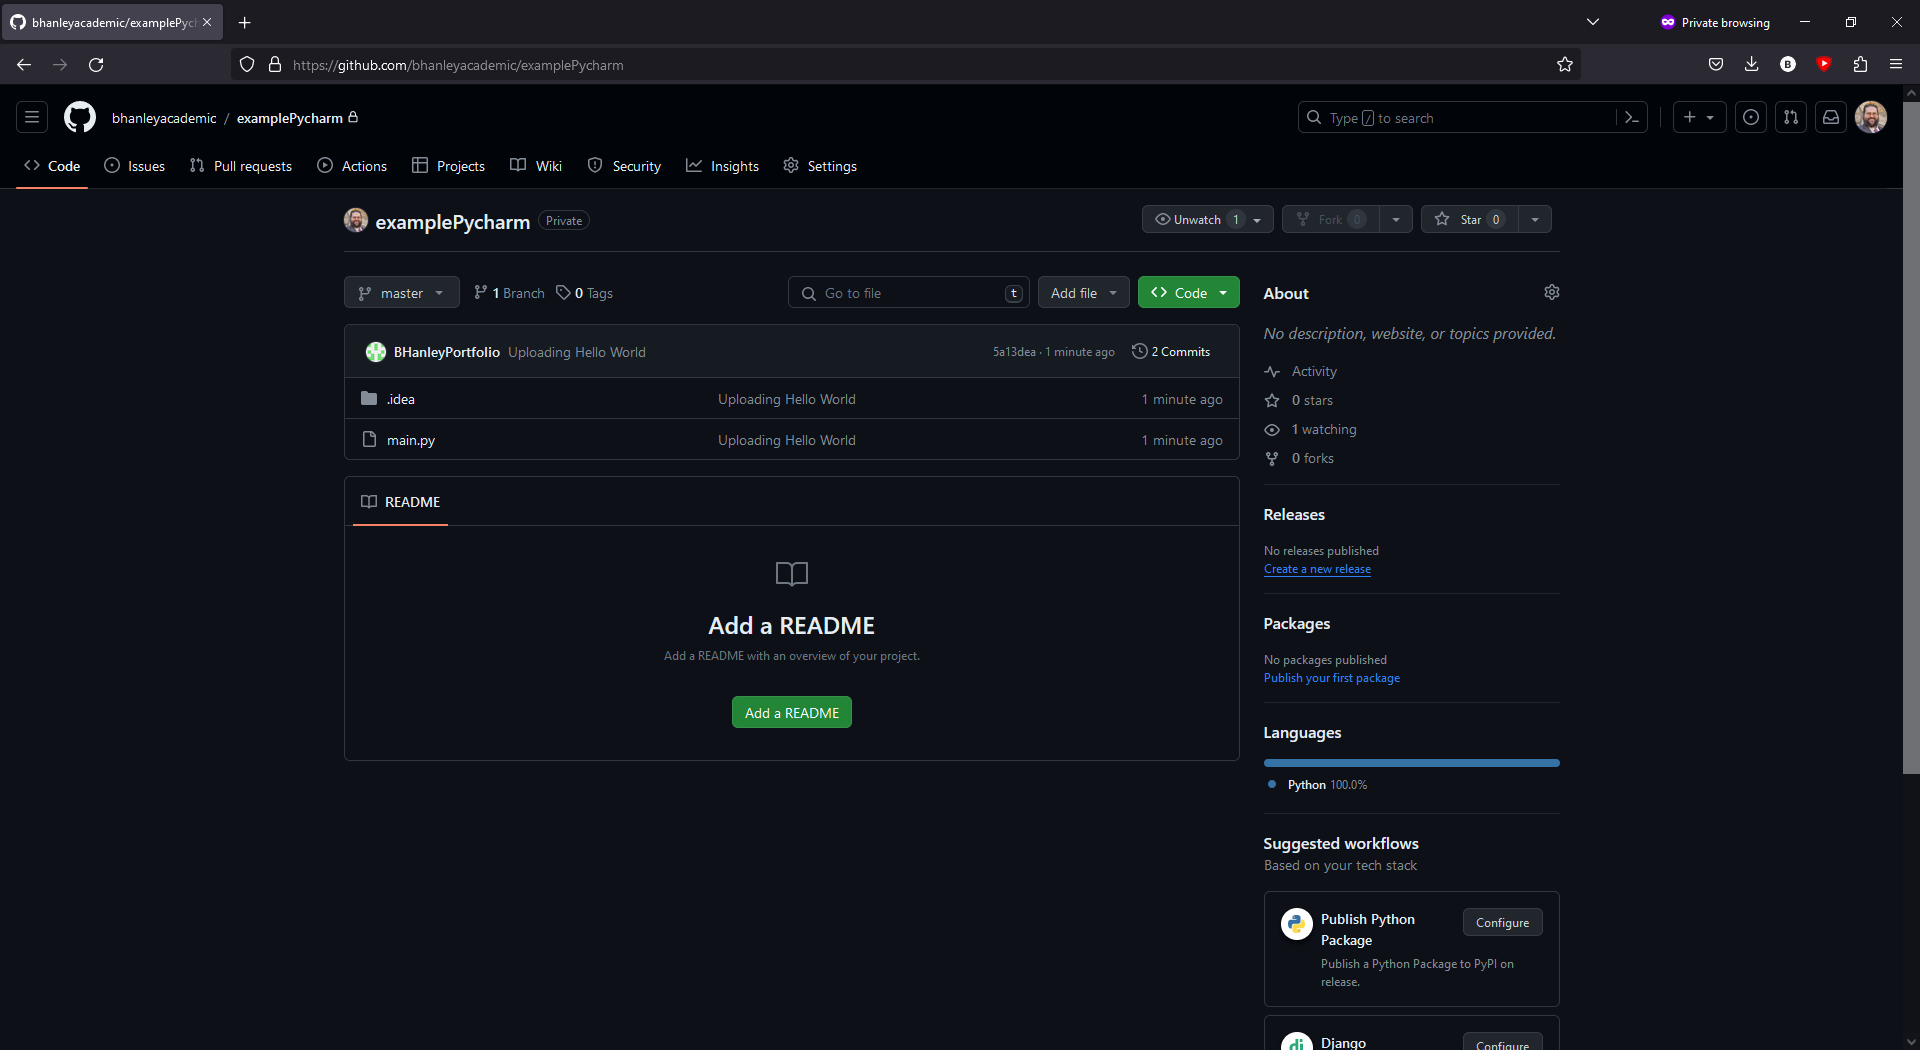 bhanleyacademic/examplePyc
Private browsing
https://github.com/bhanleyacademic/examplePycharm
bhanleyacademic / examplePycharm
Type / to search
Code Issues Pull requests Actions Projects Wiki Security Insights Settings
examplePycharm Private
Unwatch 1 Fork 0 Star 0
master 1 Branch 0 Tags
Go to file t Add file Code
BHanleyPortfolio Uploading Hello World 5a13dea · 1 minute ago 2 Commits
.idea Uploading Hello World 1 minute ago
main.py Uploading Hello World 1 minute ago
README
Add a README
Add a README with an overview of your project.
Add a README
About
No description, website, or topics provided.
Activity
0 stars
1 watching
0 forks
Releases
No releases published
Create a new release
Packages
No packages published
Publish your first package
Languages
Python 100.0%
Suggested workflows
Based on your tech stack
Publish Python Package
Configure
Publish a Python Package to PyPI on
release.
Django
Configure